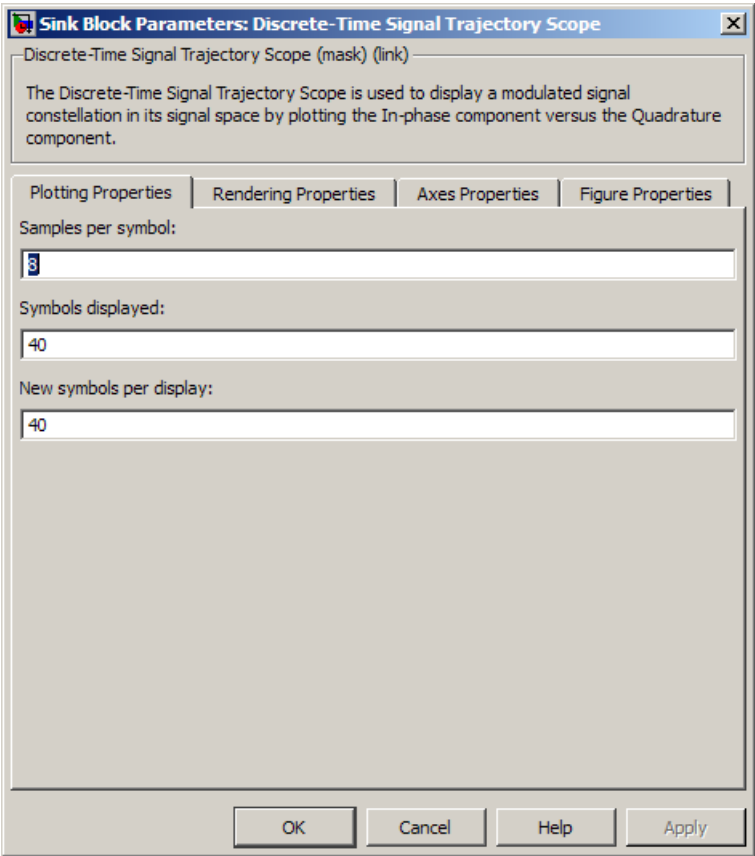 Sink Block Parameters: Discrete-Time Signal Trajectory Scope
Discrete-Time Signal Trajectory Scope (mask) (link)
The Discrete-Time Signal Trajectory Scope is used to display a modulated signal
constellation in its signal space by plotting the In-phase component versus the Quadrature
component.
Plotting Properties Rendering Properties Axes Properties Figure Properties
Samples per symbol:
8
Symbols displayed:
40
New symbols per display:
40
OK Cancel Help Apply